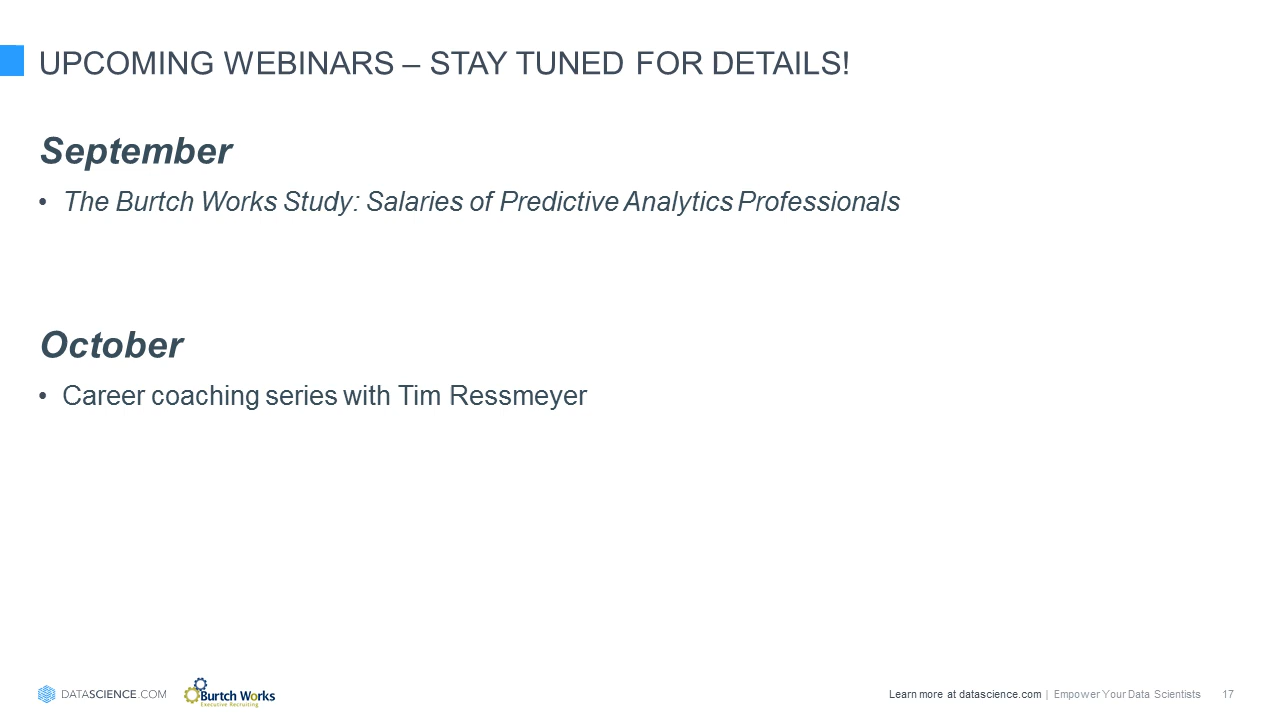 UPCOMING WEBINARS – STAY TUNED FOR DETAILS!
September
• The Burtch Works Study: Salaries of Predictive Analytics Professionals
October
• Career coaching series with Tim Ressmeyer
DATASCIENCE.COM
Burtch Works
Executive Recruiting
Learn more at datascience.com | Empower Your Data Scientists 17